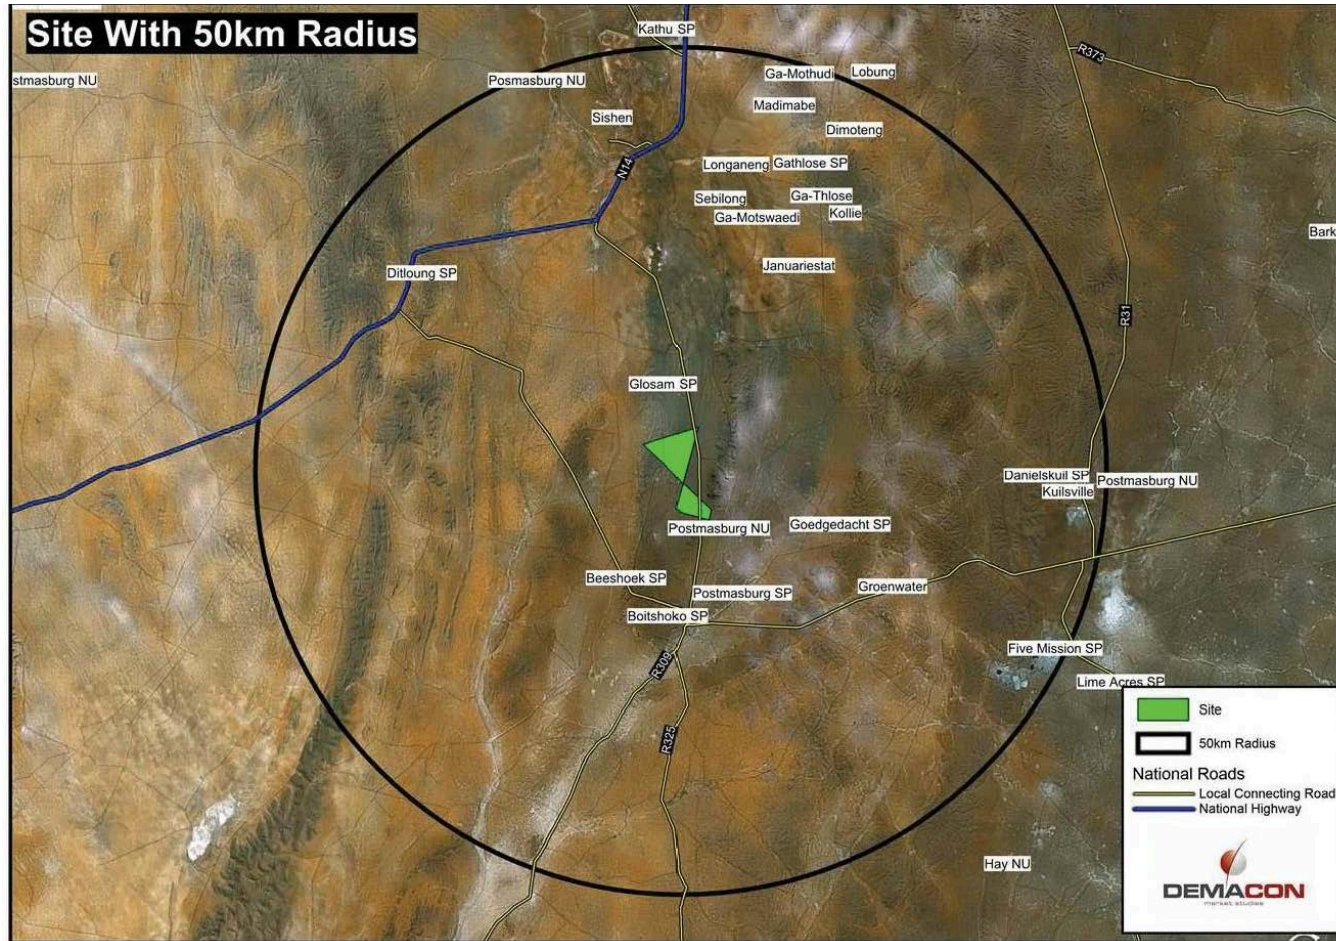 Site With 50km Radius
Kathu SP
R373
stmasburg NU
Posmasburg NU
Ga-Mothudi
Lobung
Madimabe
Sishen
Dimoteng
N14
Longaneng
Gathlose SP
Sebilong
Ga-Thlose
Ga-Motswaedi
Kollie
Bark
Januariestat
Ditloung SP
R31
Glosam SP
Danielskuil SP
Postmasburg NU
Kuilsville
Postmasburg NU
Goedgedacht SP
Beeshoek SP
Postmasburg SP
Groenwater
Boitshoko SP
Five Mission SP
R309
Lime Acres SP
R325
Site
50km Radius
National Roads
Local Connecting Road
National Highway
Hay NU
DEMACON
market studies